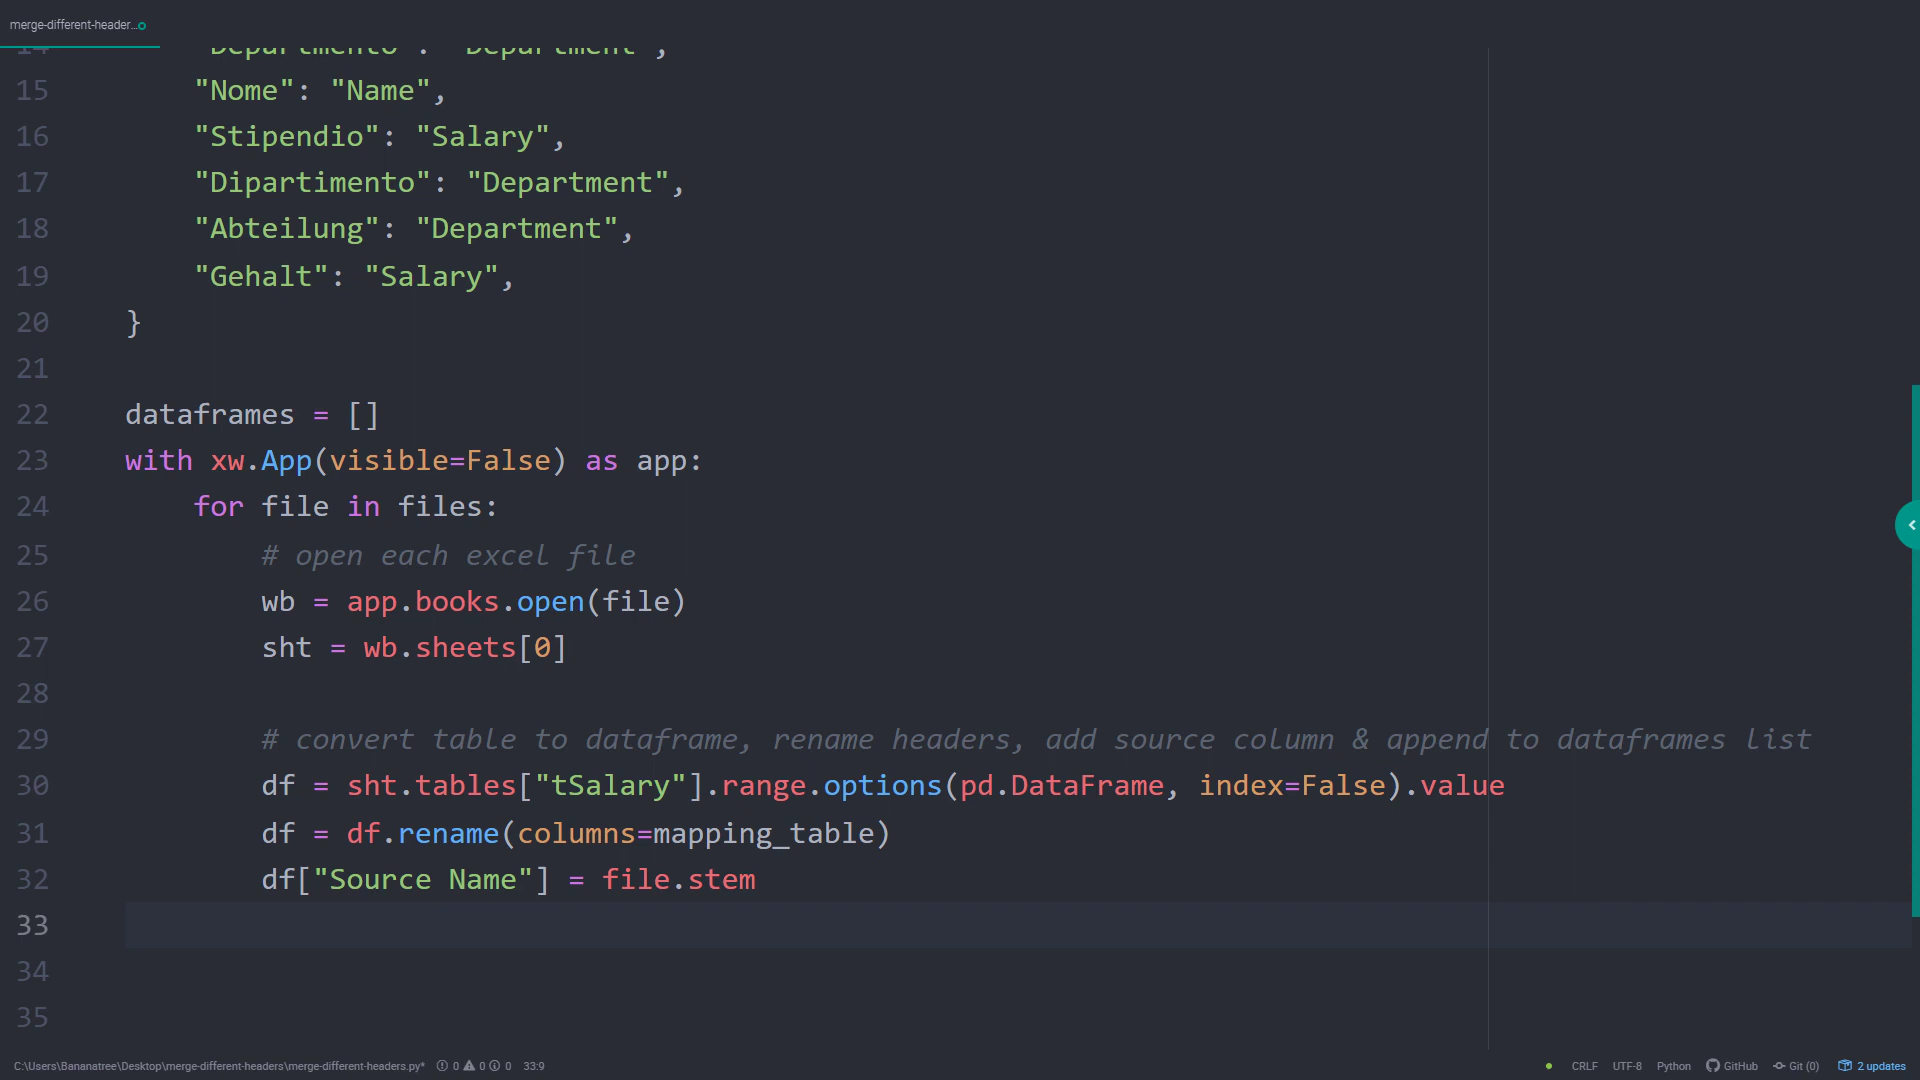 merge-different-header...
14 "Departmento": "Department",
15 "Nome": "Name",
16 "Stipendio": "Salary",
17 "Dipartimento": "Department",
18 "Abteilung": "Department",
19 "Gehalt": "Salary",
20 }
21
22 dataframes = []
23 with xw.App(visible=False) as app:
24 for file in files:
25 # open each excel file
26 wb = app.books.open(file)
27 sht = wb.sheets[0]
28
29 # convert table to dataframe, rename headers, add source column & append to dataframes list
30 df = sht.tables["tSalary"].range.options(pd.DataFrame, index=False).value
31 df = df.rename(columns=mapping_table)
32 df["Source Name"] = file.stem
33
34
35
C:\Users\Bananatree\Desktop\merge-different-headers\merge-different-headers.py* 0 0 0 33:9 CRLF UTF-8 Python GitHub Git (0) 2 updates